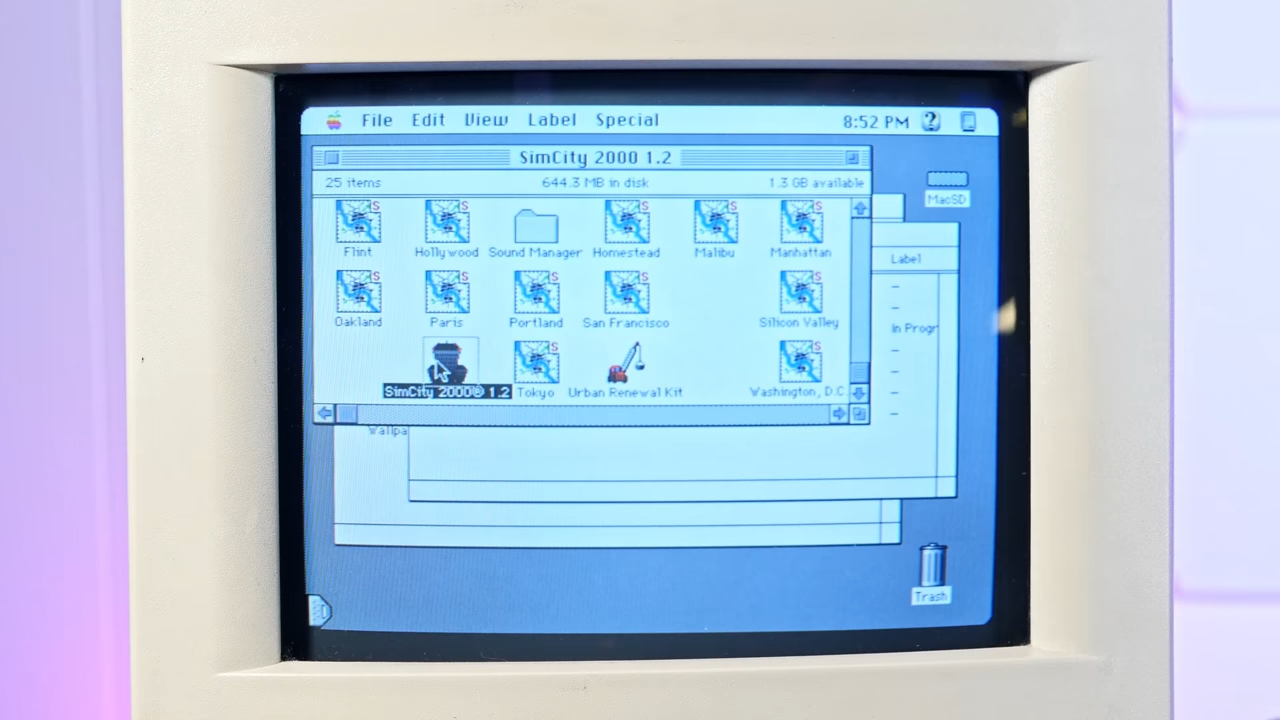 File Edit View Label Special 8:52 PM
SimCity 2000 1.2
25 items 644.3 MB in disk 1.3 GB available
MacSD
S S S S S
Flint Hollywood Sound Manager Homestead Malibu Manhattan
Label
S S S S S
Oakland Paris Portland San Francisco Silicon Valley
In Progr
S S
SimCity 2000® 1.2 Tokyo Urban Renewal Kit Washington, D.C.
Wallpa
Trash